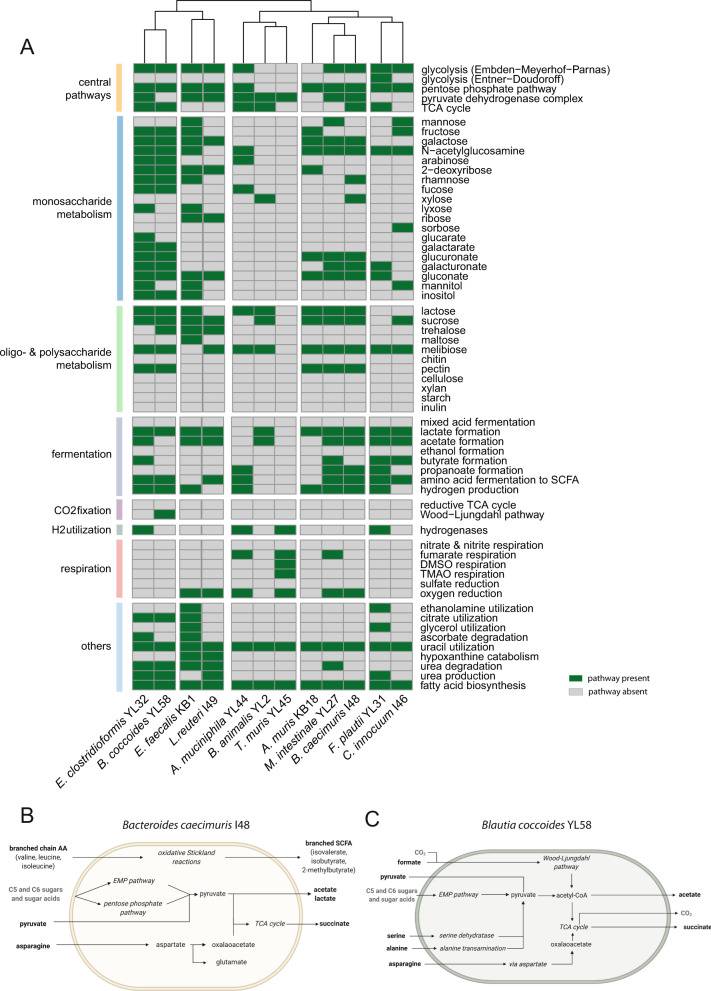 A
central
pathways
glycolysis (Embden−Meyerhof−Parnas)
glycolysis (Entner−Doudoroff)
pentose phosphate pathway
pyruvate dehydrogenase complex
TCA cycle
monosaccharide
metabolism
mannose
fructose
galactose
N−acetylglucosamine
arabinose
2−deoxyribose
rhamnose
fucose
xylose
lyxose
ribose
sorbose
glucarate
galactarate
glucuronate
galacturonate
gluconate
mannitol
inositol
oligo- & polysaccharide
metabolism
lactose
sucrose
trehalose
maltose
melibiose
chitin
pectin
cellulose
xylan
starch
inulin
fermentation
mixed acid fermentation
lactate formation
acetate formation
ethanol formation
butyrate formation
propanoate formation
amino acid fermentation to SCFA
hydrogen production
CO2fixation
reductive TCA cycle
Wood−Ljungdahl pathway
H2utilization
hydrogenases
respiration
nitrate & nitrite respiration
fumarate respiration
DMSO respiration
TMAO respiration
sulfate reduction
oxygen reduction
others
ethanolamine utilization
citrate utilization
glycerol utilization
ascorbate degradation
uracil utilization
hypoxanthine catabolism
urea degradation
urea production
fatty acid biosynthesis
pathway present
pathway absent
E. clostridioformis YL32
B. coccoides YL58
E. faecalis KB1
L.reuteri I49
A. muciniphila YL44
B. animalis YL2
T. muris YL45
A. muris KB18
M. intestinale YL27
B. caecimuris I48
F. plautii YL31
C. innocuum I46
B
Bacteroides caecimuris I48
branched chain AA
(valine, leucine,
isoleucine)
oxidative Stickland
reactions
branched SCFA
(isovalerate,
isobutyrate,
2-methylbutyrate)
C5 and C6 sugars
and sugar acids
EMP pathway
pentose phosphate
pathway
pyruvate
acetate
lactate
pyruvate
TCA cycle
succinate
asparagine
aspartate
oxalaoacetate
glutamate
C
Blautia coccoides YL58
CO2
formate
Wood-Ljungdahl
pathway
pyruvate
C5 and C6 sugars
and sugar acids
EMP pathway
pyruvate
acetyl-CoA
acetate
CO2
TCA cycle
succinate
serine
serine dehydratase
alanine
alanine transamination
oxalaoacetate
asparagine
via aspartate